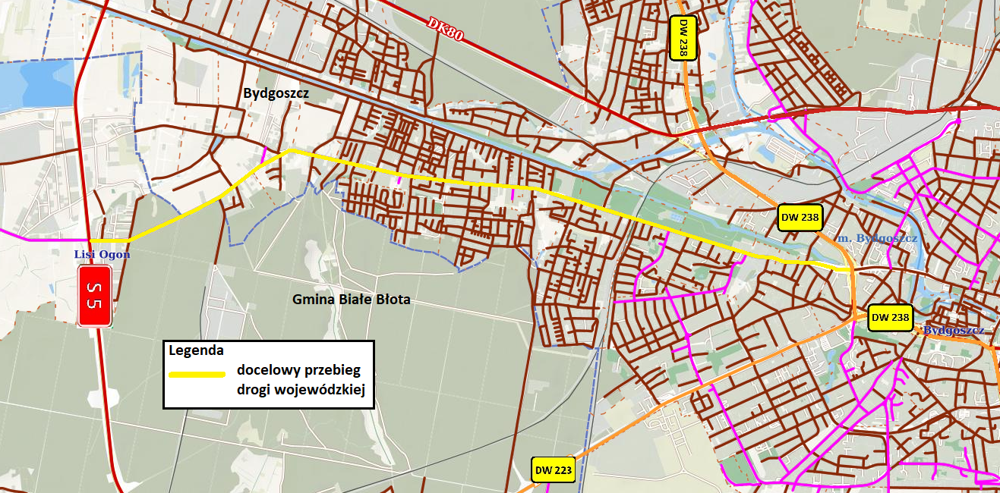 DK80
DW 238
Bydgoszcz
DW 238
m. Bydgoszcz
Lisi Ogon
S 5
Gmina Białe Błota
DW 238
Bydgoszcz
Legenda
docelowy przebieg
drogi wojewódzkiej
DW 223